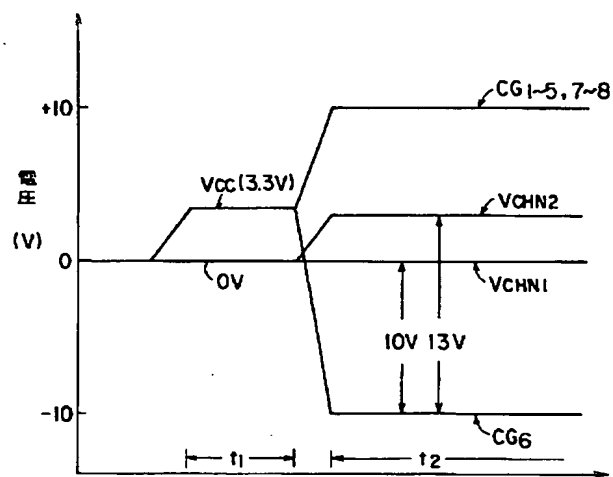 +10
0
-10
電圧
(V)
CG1~5, 7~8
VCC(3.3V)
VCHN2
0V
VCHN1
10V 13V
CG6
t1
t2